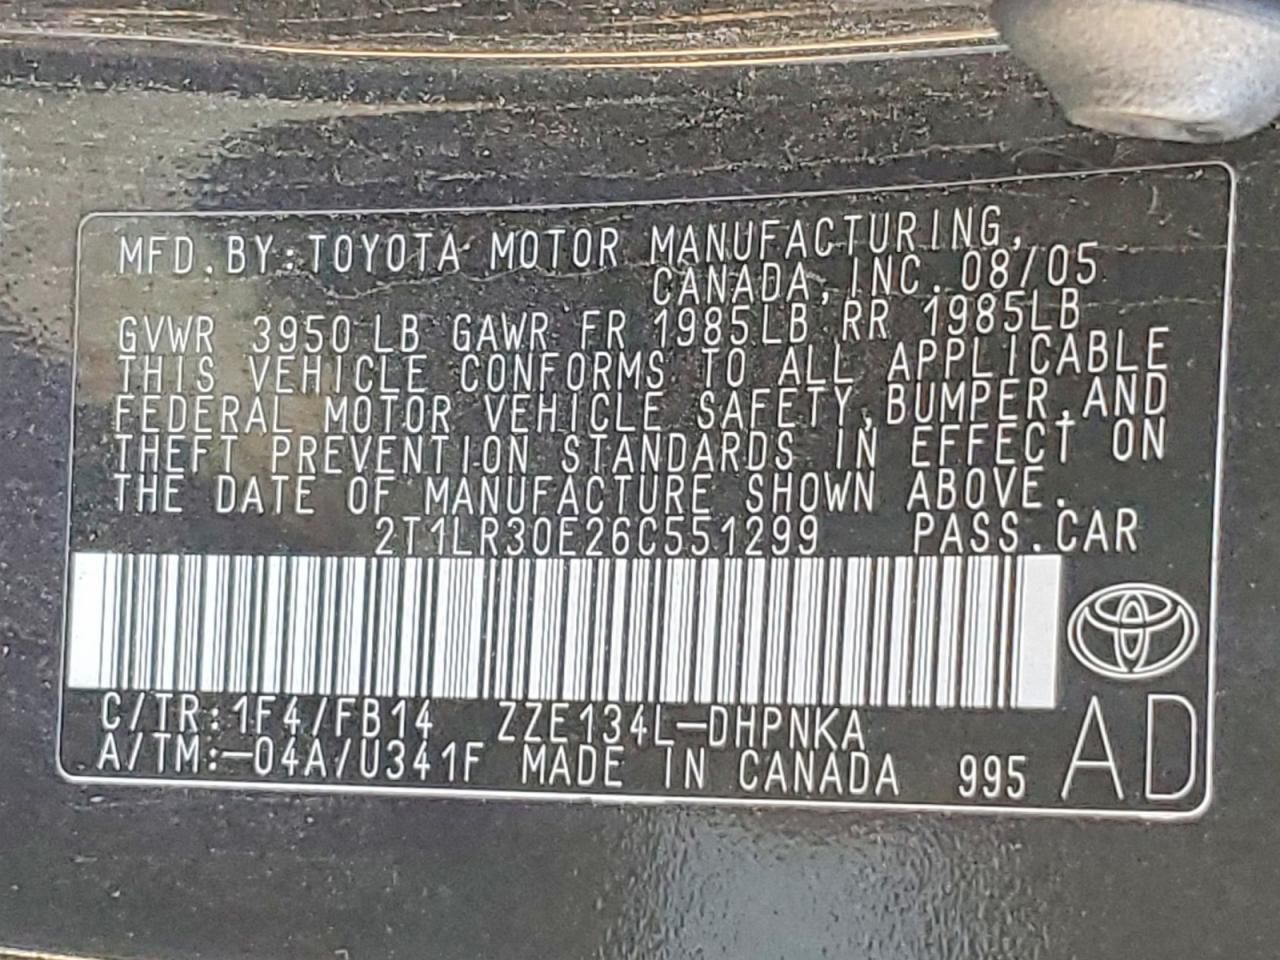 MFD.BY:TOYOTA MOTOR MANUFACTURING,
CANADA,INC. 08/05
GVWR 3950 LB GAWR FR 1985LB RR 1985LB
THIS VEHICLE CONFORMS TO ALL APPLICABLE
FEDERAL MOTOR VEHICLE SAFETY,BUMPER,AND
THEFT PREVENTION STANDARDS IN EFFECT ON
THE DATE OF MANUFACTURE SHOWN ABOVE.
2T1LR30E26C551299 PASS.CAR
C/TR:1F4/FB14 ZZE134L-DHPNKA
A/TM:-04A/U341F MADE IN CANADA 995 AD